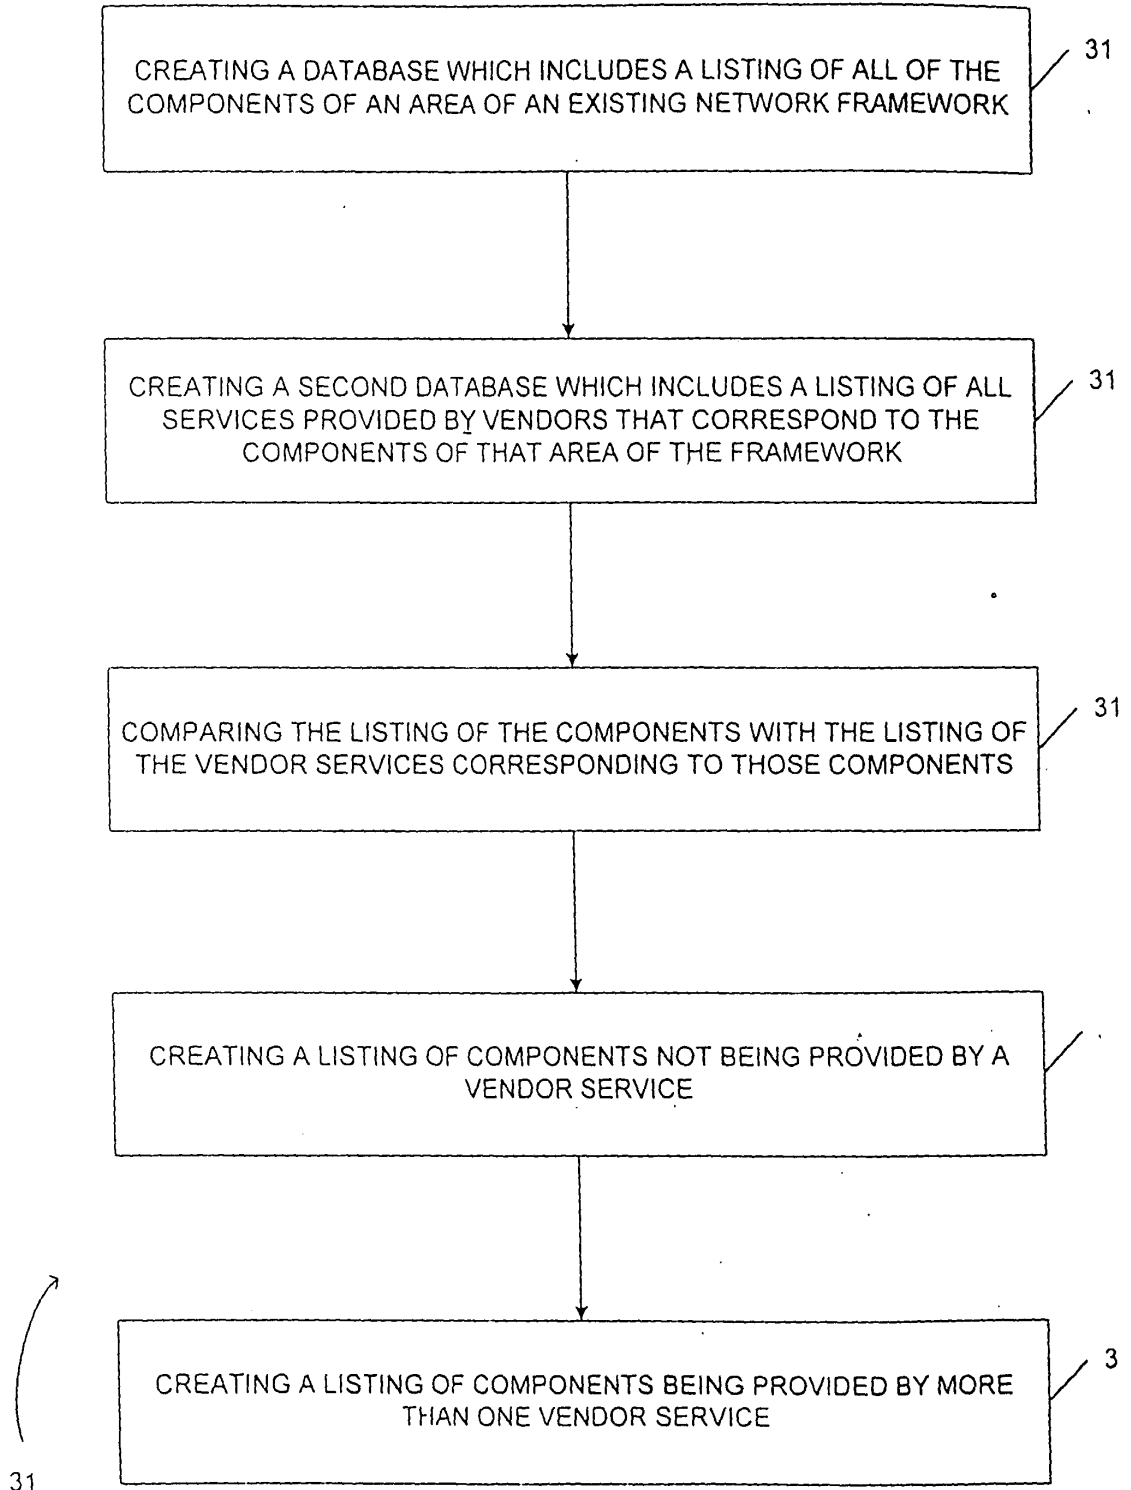 CREATING A DATABASE WHICH INCLUDES A LISTING OF ALL OF THE
COMPONENTS OF AN AREA OF AN EXISTING NETWORK FRAMEWORK
31
CREATING A SECOND DATABASE WHICH INCLUDES A LISTING OF ALL
SERVICES PROVIDED BY VENDORS THAT CORRESPOND TO THE
COMPONENTS OF THAT AREA OF THE FRAMEWORK
31
COMPARING THE LISTING OF THE COMPONENTS WITH THE LISTING OF
THE VENDOR SERVICES CORRESPONDING TO THOSE COMPONENTS
31
CREATING A LISTING OF COMPONENTS NOT BEING PROVIDED BY A
VENDOR SERVICE
CREATING A LISTING OF COMPONENTS BEING PROVIDED BY MORE
THAN ONE VENDOR SERVICE
3
31